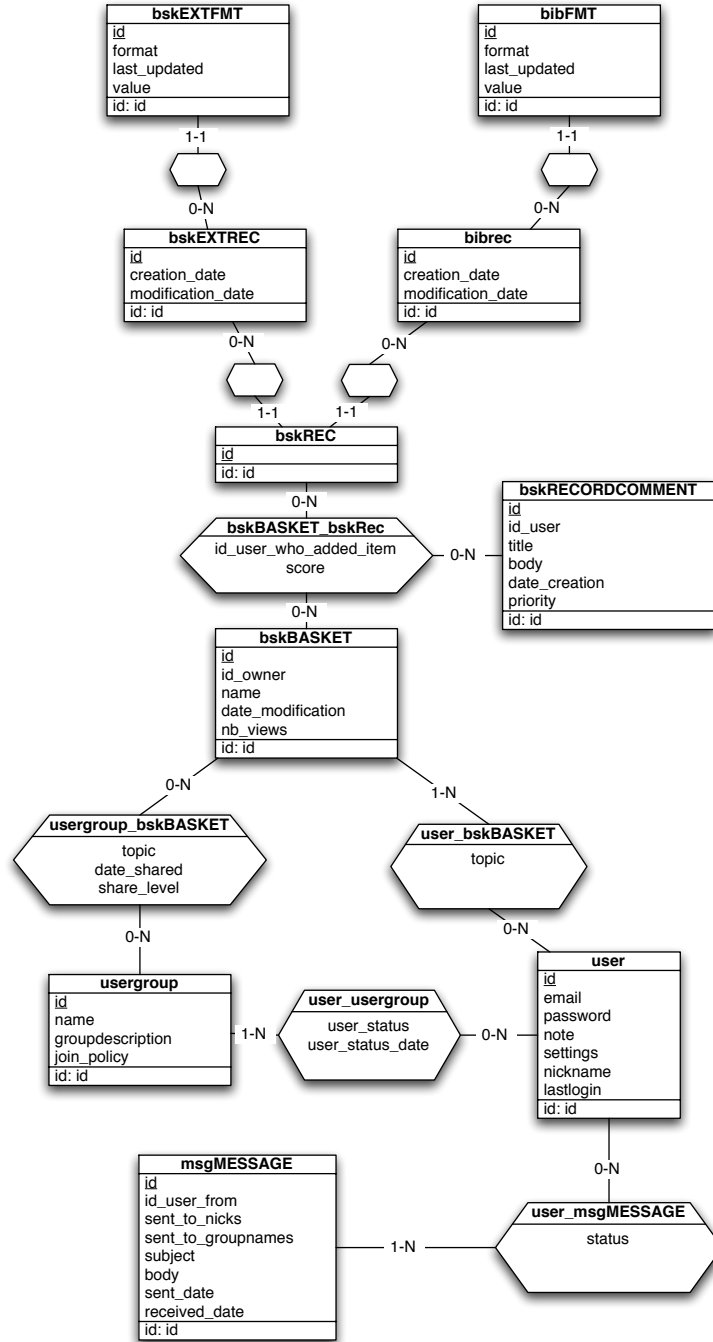 bskEXTFMT
id
format
last_updated
value
id: id
bibFMT
id
format
last_updated
value
id: id
1-1
1-1
0-N
0-N
bskEXTREC
id
creation_date
modification_date
id: id
bibrec
id
creation_date
modification_date
id: id
0-N
0-N
1-1
1-1
bskREC
id
id: id
0-N
bskBASKET_bskRec
id_user_who_added_item
score
0-N
bskRECORDCOMMENT
id
id_user
title
body
date_creation
priority
id: id
0-N
bskBASKET
id
id_owner
name
date_modification
nb_views
id: id
0-N
1-N
usergroup_bskBASKET
topic
date_shared
share_level
user_bskBASKET
topic
0-N
0-N
usergroup
id
name
groupdescription
join_policy
id: id
1-N
user_usergroup
user_status
user_status_date
0-N
user
id
email
password
note
settings
nickname
lastlogin
id: id
0-N
msgMESSAGE
id
id_user_from
sent_to_nicks
sent_to_groupnames
subject
body
sent_date
received_date
id: id
1-N
user_msgMESSAGE
status